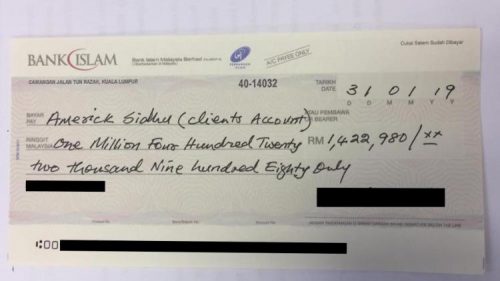 Cukai Setem Sudah Dibayar
BANK ISLAM
Bank Islam Malaysia Berhad
A/C PAYEE ONLY
CAWANGAN JALAN TUN RAZAK, KUALA LUMPUR
40-14032
TARIKH
DATE
31 01 19
D D M M Y Y
BAYAR
PAY
Americk Sidhu (clients Account)
ATAU PEMBAWA
OR BEARER
RINGGIT
MALAYSIA
One Million Four Hundred Twenty
RM 1,422,980/xx
two thousand Nine hundred Eighty Only
:00